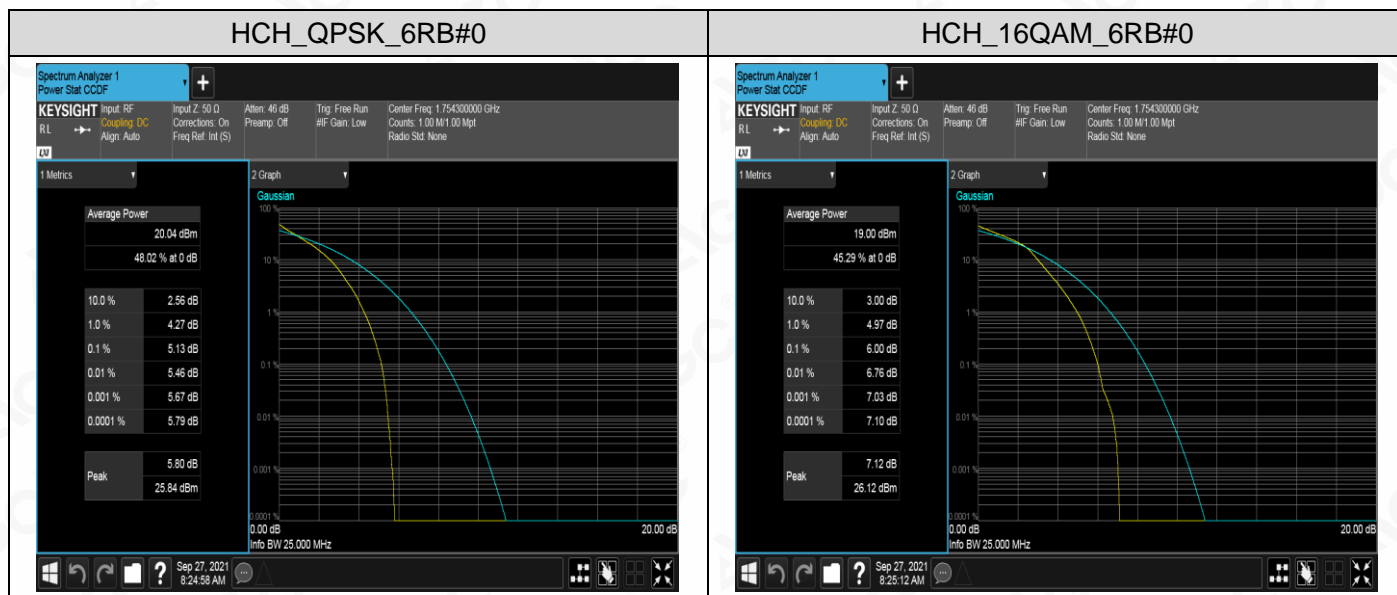 HCH_QPSK_6RB#0
Spectrum Analyzer 1
Power Stat CCDF
+
KEYSIGHT
RL
Input: RF
Coupling: DC
Align: Auto
Input Z: 50 Ω
Corrections: On
Freq Ref: Int (S)
Atten: 46 dB
Preamp: Off
Trig: Free Run
#IF Gain: Low
Center Freq: 1.754300000 GHz
Counts: 1.00 M/1.00 Mpt
Radio Std: None
LXI
1 Metrics
Average Power
20.04 dBm
48.02 % at 0 dB
10.0 % 2.56 dB
1.0 % 4.27 dB
0.1 % 5.13 dB
0.01 % 5.46 dB
0.001 % 5.67 dB
0.0001 % 5.79 dB
Peak
5.80 dB
25.84 dBm
2 Graph
Gaussian
100 %
10 %
1 %
0.1 %
0.01 %
0.001 %
0.0001 %
0.00 dB 20.00 dB
Info BW 25.000 MHz
?
Sep 27, 2021
8:24:58 AM
HCH_16QAM_6RB#0
Spectrum Analyzer 1
Power Stat CCDF
+
KEYSIGHT
RL
Input: RF
Coupling: DC
Align: Auto
Input Z: 50 Ω
Corrections: On
Freq Ref: Int (S)
Atten: 46 dB
Preamp: Off
Trig: Free Run
#IF Gain: Low
Center Freq: 1.754300000 GHz
Counts: 1.00 M/1.00 Mpt
Radio Std: None
LXI
1 Metrics
Average Power
19.00 dBm
45.29 % at 0 dB
10.0 % 3.00 dB
1.0 % 4.97 dB
0.1 % 6.00 dB
0.01 % 6.76 dB
0.001 % 7.03 dB
0.0001 % 7.10 dB
Peak
7.12 dB
26.12 dBm
2 Graph
Gaussian
100 %
10 %
1 %
0.1 %
0.01 %
0.001 %
0.0001 %
0.00 dB 20.00 dB
Info BW 25.000 MHz
?
Sep 27, 2021
8:25:12 AM